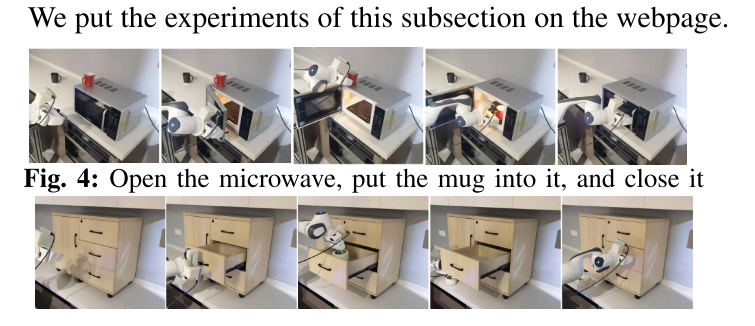 We put the experiments of this subsection on the webpage.
Fig. 4: Open the microwave, put the mug into it, and close it